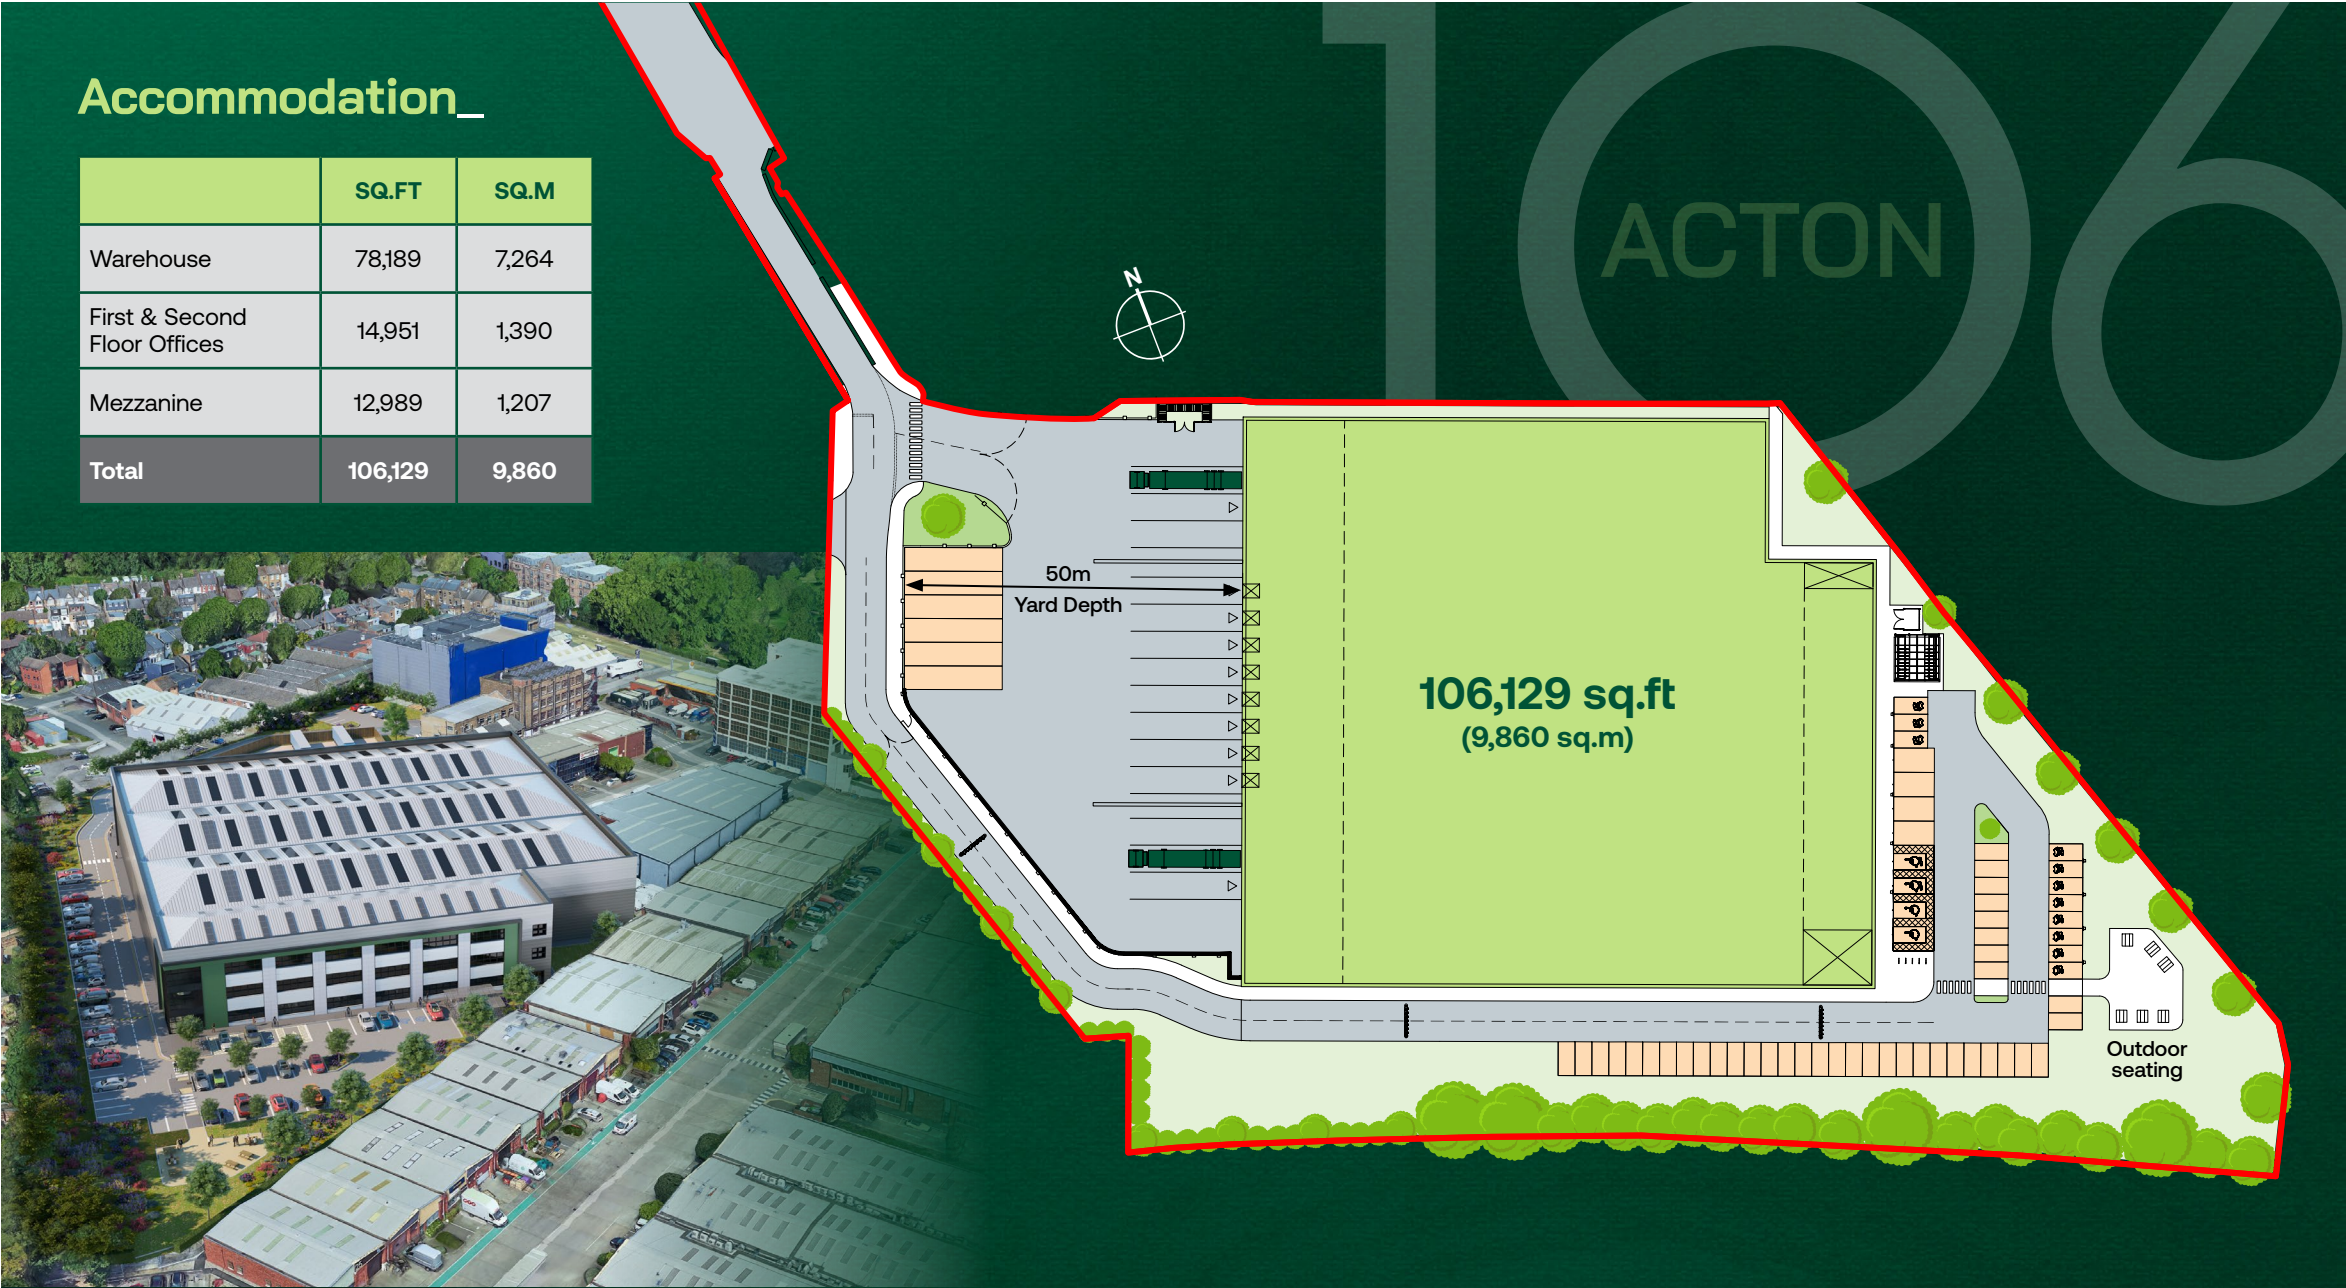 Accommodation_
SQ.FT SQ.M
Warehouse 78,189 7,264
First & Second
Floor Offices 14,951 1,390
Mezzanine 12,989 1,207
Total 106,129 9,860
106
ACTON
N
50m
Yard Depth
106,129 sq.ft
(9,860 sq.m)
Outdoor
seating